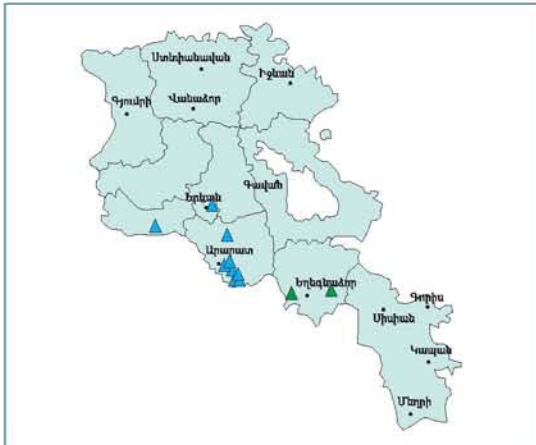 Ստեփանավան
Իջևան
Գյումրի
Վանաձոր
Գավառ
Երևան
Արարատ
Եղեգնաձոր
Գորիս
Սիսիան
Կապան
Մեղրի